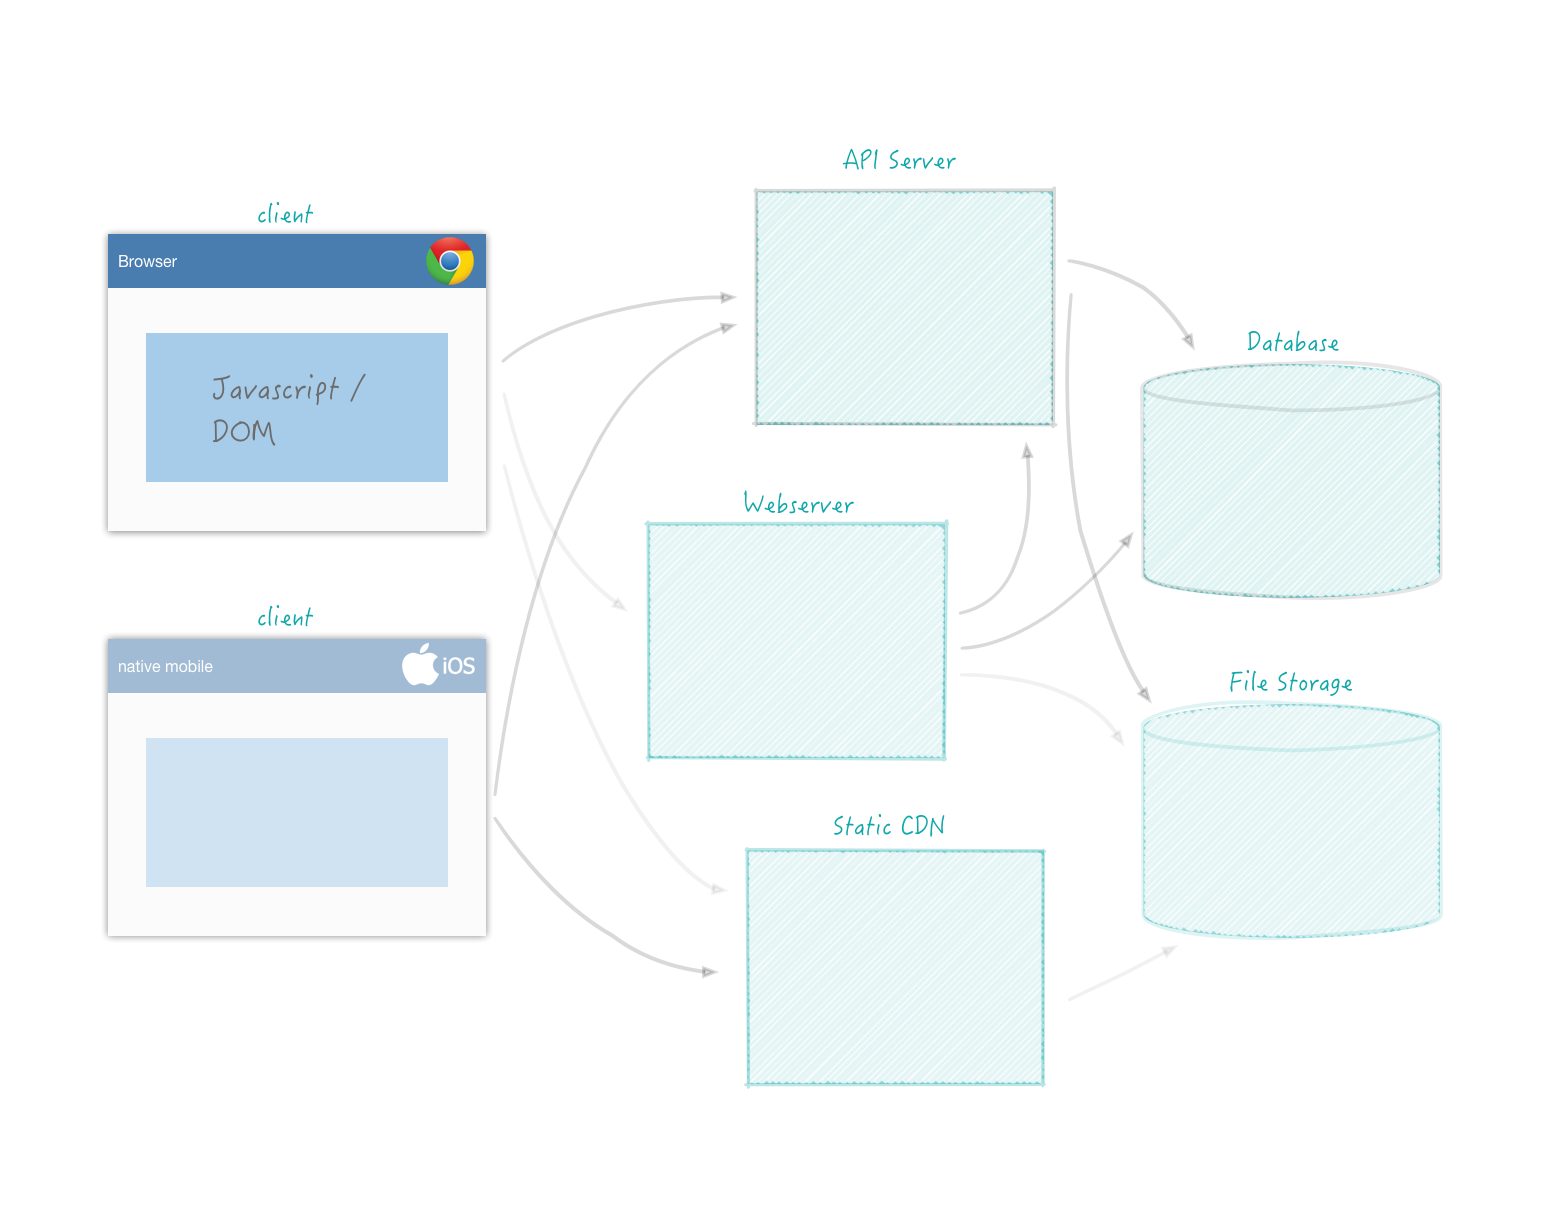 API Server
client
Browser
Javascript /
DOM
Database
Webserver
client
native mobile
iOS
File Storage
Static CDN